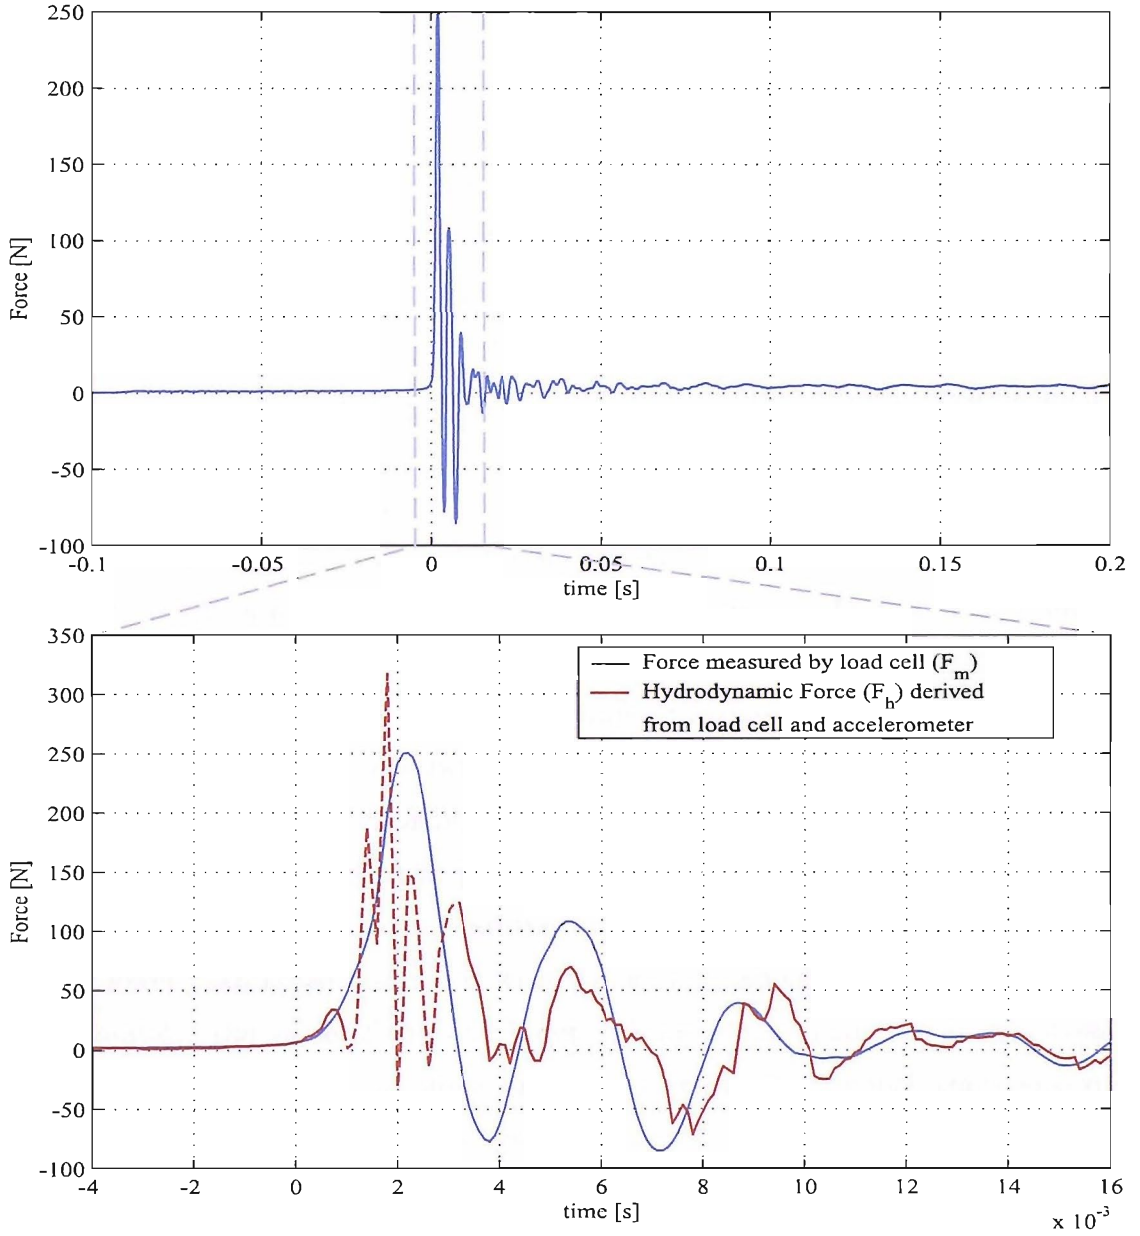 250
200
150
100
50
0
-50
-100
Force [N]
-0.1 -0.05 0 0.05 0.1 0.15 0.2
time [s]
350
300
250
200
150
100
50
0
-50
-100
Force [N]
Force measured by load cell (Fm)
Hydrodynamic Force (Fh) derived
from load cell and accelerometer
-4 -2 0 2 4 6 8 10 12 14 16
time [s]
x 10-3